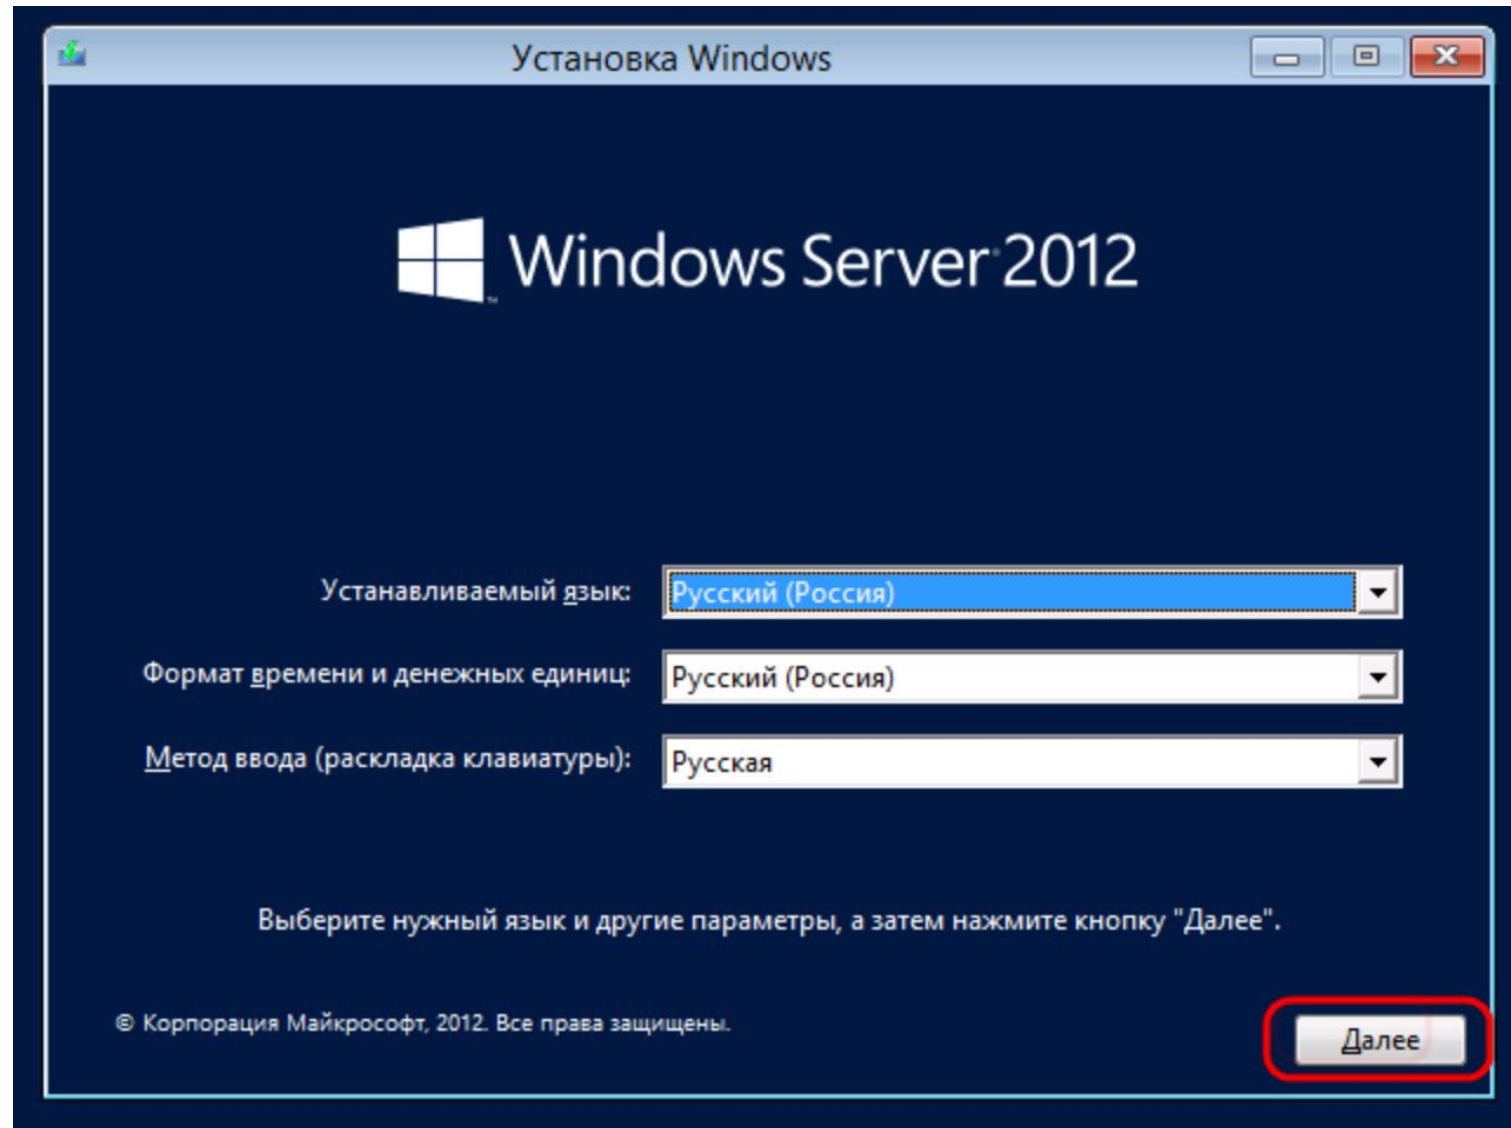 Установка Windows
Windows Server 2012
Устанавливаемый язык: Русский (Россия)
Формат времени и денежных единиц: Русский (Россия)
Метод ввода (раскладка клавиатуры): Русская
Выберите нужный язык и другие параметры, а затем нажмите кнопку "Далее".
© Корпорация Майкрософт, 2012. Все права защищены.
Далее